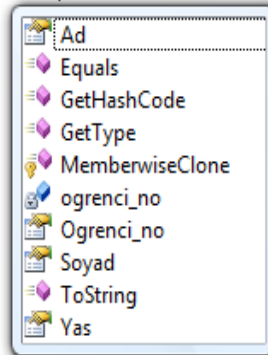 Ad
Equals
GetHashCode
GetType
MemberwiseClone
ogrenci_no
Ogrenci_no
Soyad
ToString
Yas